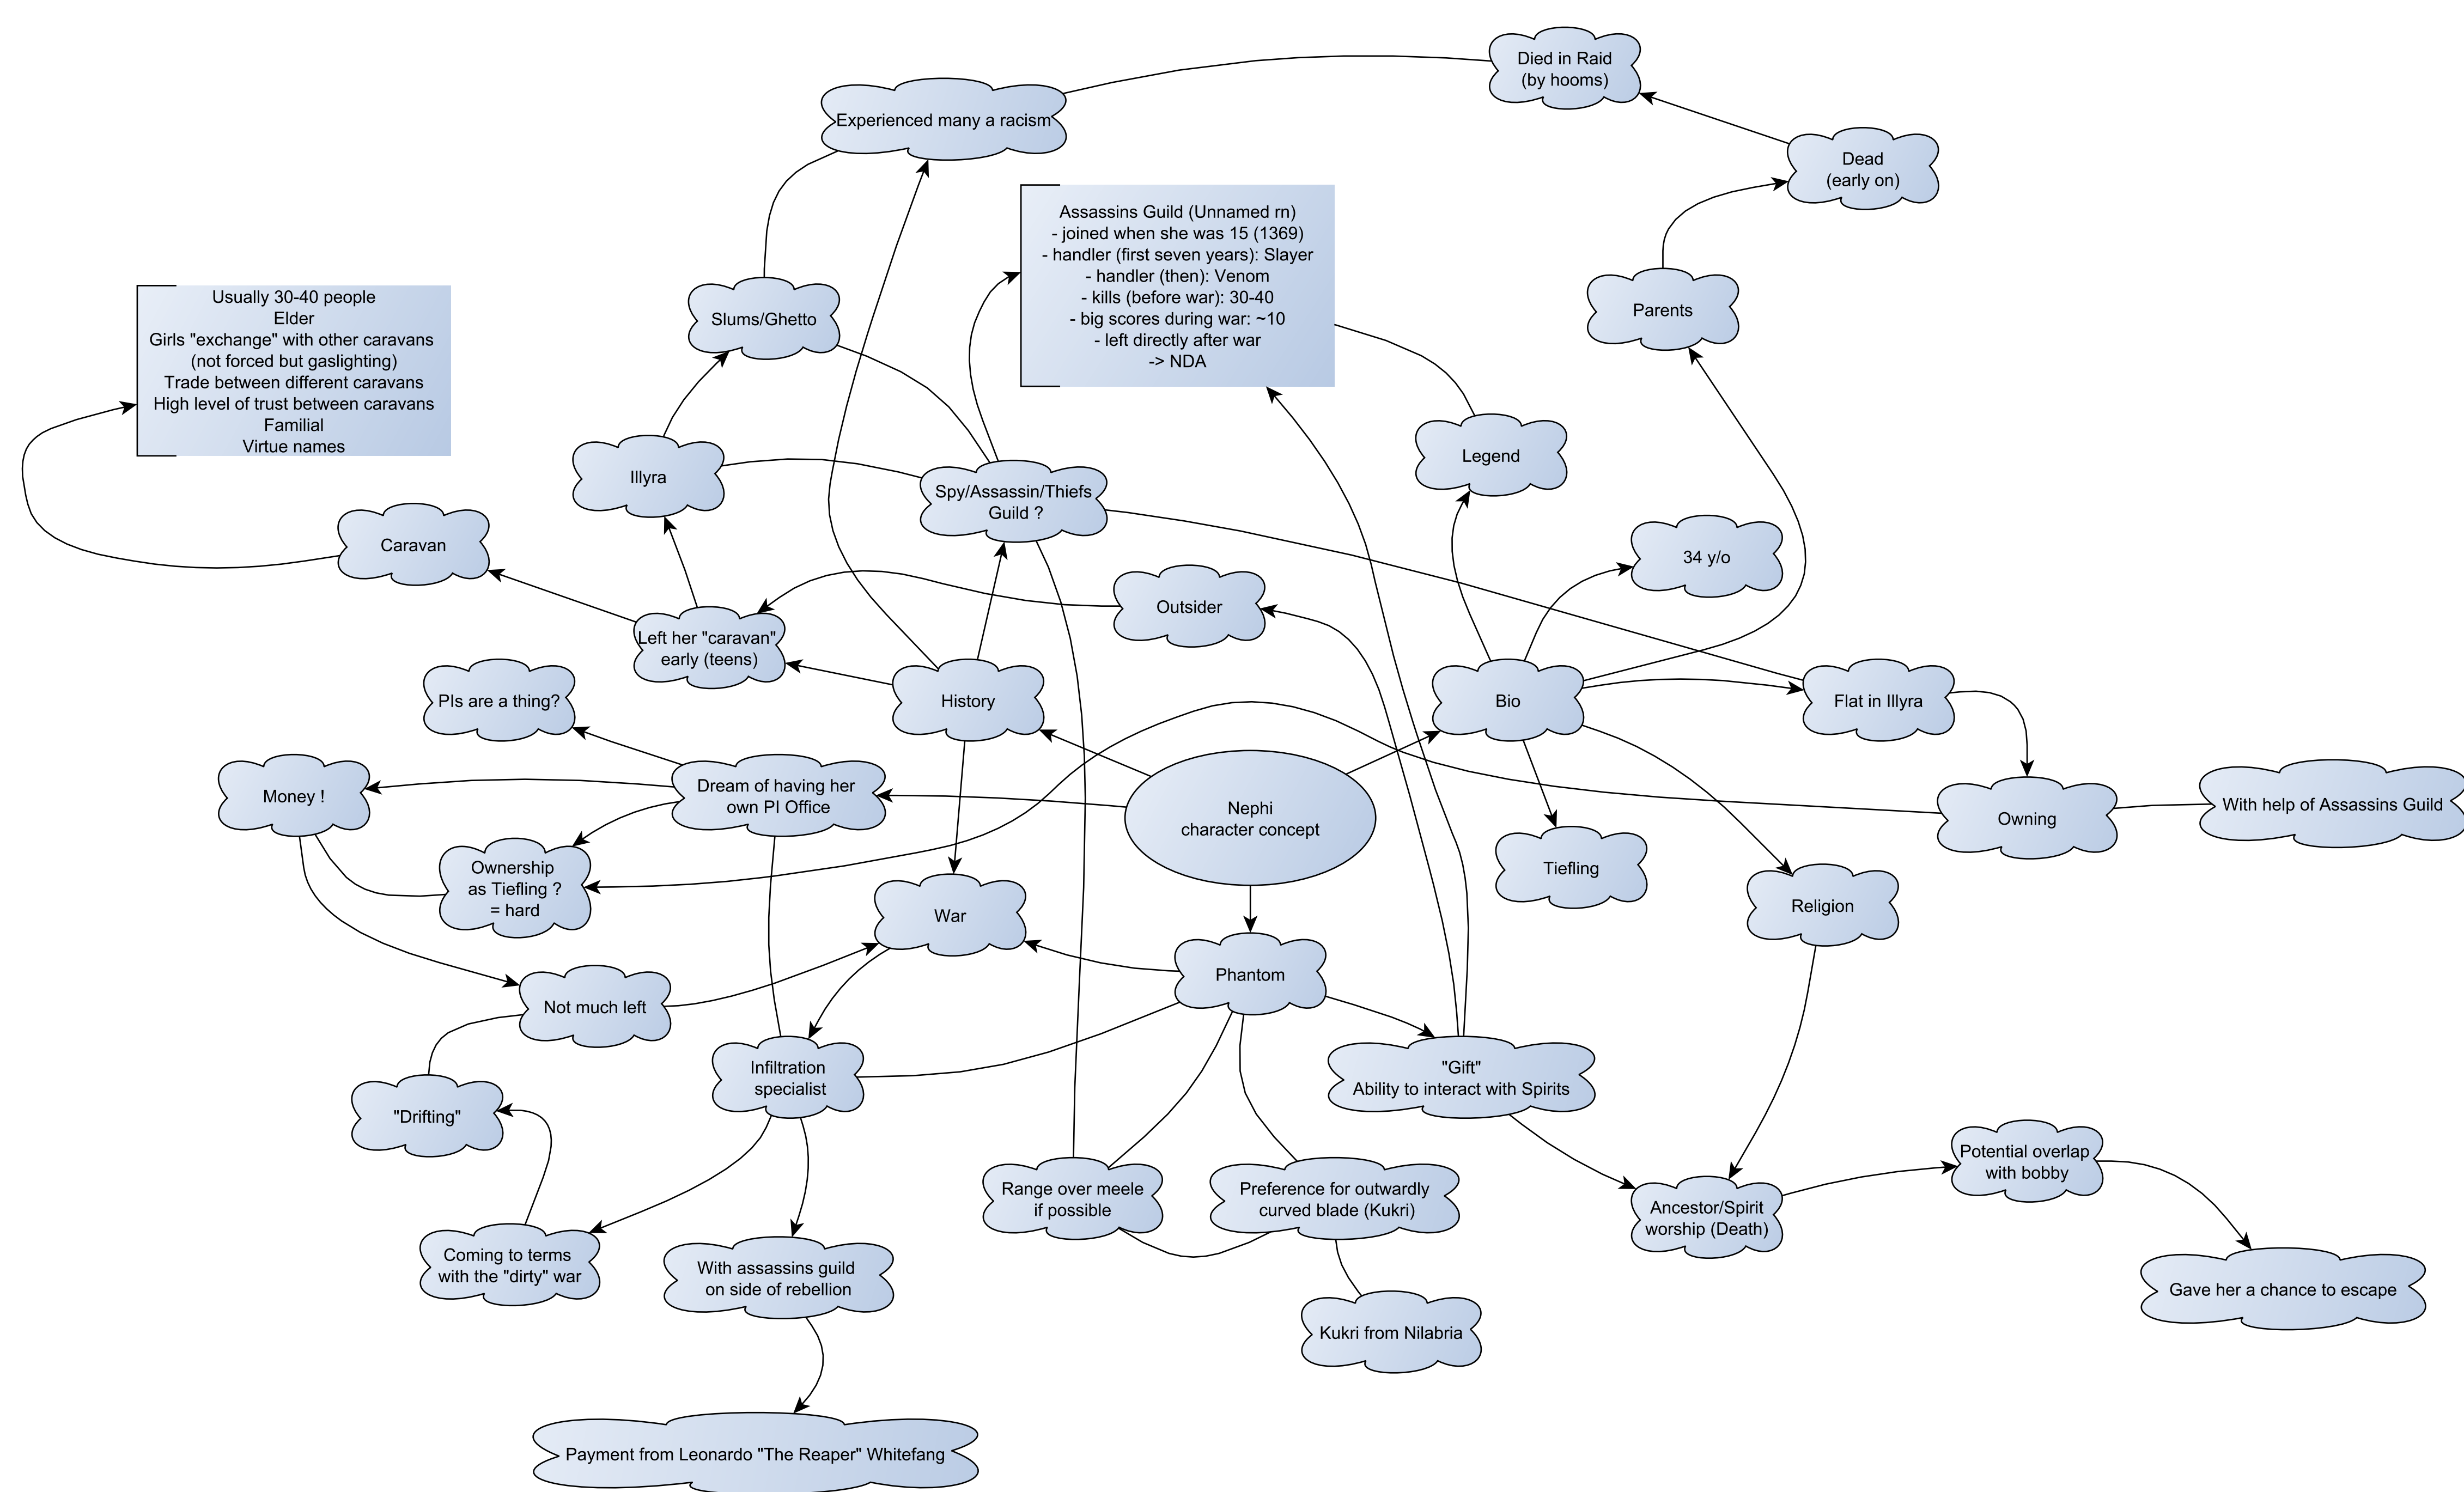 Died in Raid
(by hooms)
Experienced many a racism
Dead
(early on)
Assassins Guild (Unnamed rn)
- joined when she was 15 (1369)
- handler (first seven years): Slayer
- handler (then): Venom
- kills (before war): 30-40
- big scores during war: ~10
- left directly after war
-> NDA
Usually 30-40 people
Elder
Girls "exchange" with other caravans
(not forced but gaslighting)
Trade between different caravans
High level of trust between caravans
Familial
Virtue names
Slums/Ghetto
Parents
Legend
Illyra
Spy/Assassin/Thiefs
Guild ?
Caravan
34 y/o
Outsider
Left her "caravan"
early (teens)
PIs are a thing?
History
Bio
Flat in Illyra
Money !
Dream of having her
own PI Office
Nephi
character concept
Owning
With help of Assassins Guild
Ownership
as Tiefling ?
= hard
Tiefling
War
Religion
Phantom
Not much left
Infiltration
specialist
"Gift"
Ability to interact with Spirits
"Drifting"
Potential overlap
with bobby
Range over meele
if possible
Preference for outwardly
curved blade (Kukri)
Ancestor/Spirit
worship (Death)
Coming to terms
with the "dirty" war
With assassins guild
on side of rebellion
Gave her a chance to escape
Kukri from Nilabria
Payment from Leonardo "The Reaper" Whitefang